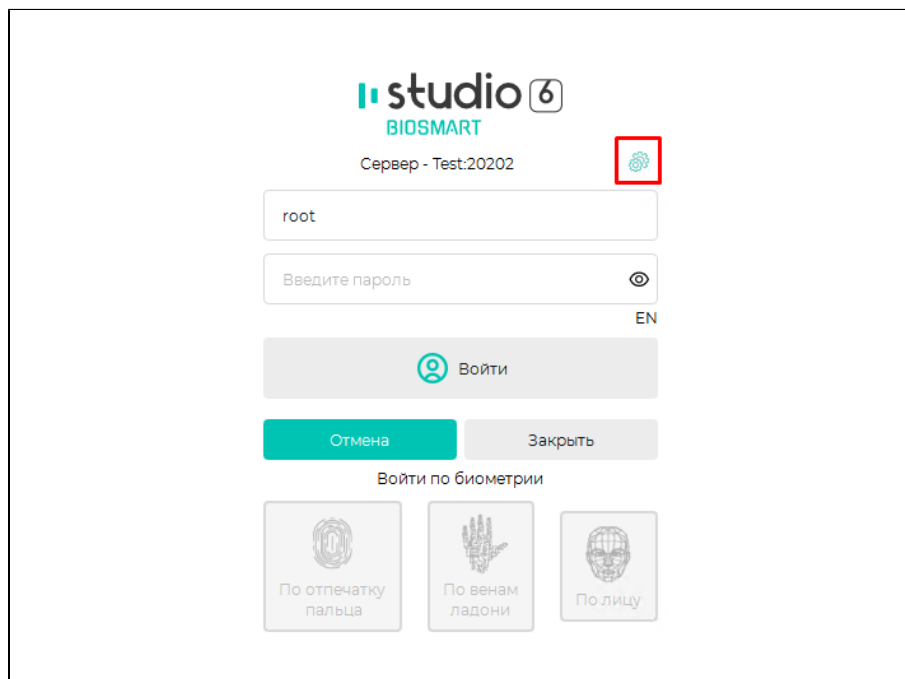 studio 6
BIOSMART
Сервер - Test:20202
root
Введите пароль
EN
Войти
Отмена
Закрыть
Войти по биометрии
По отпечатку
пальца
По венам
ладони
По лицу